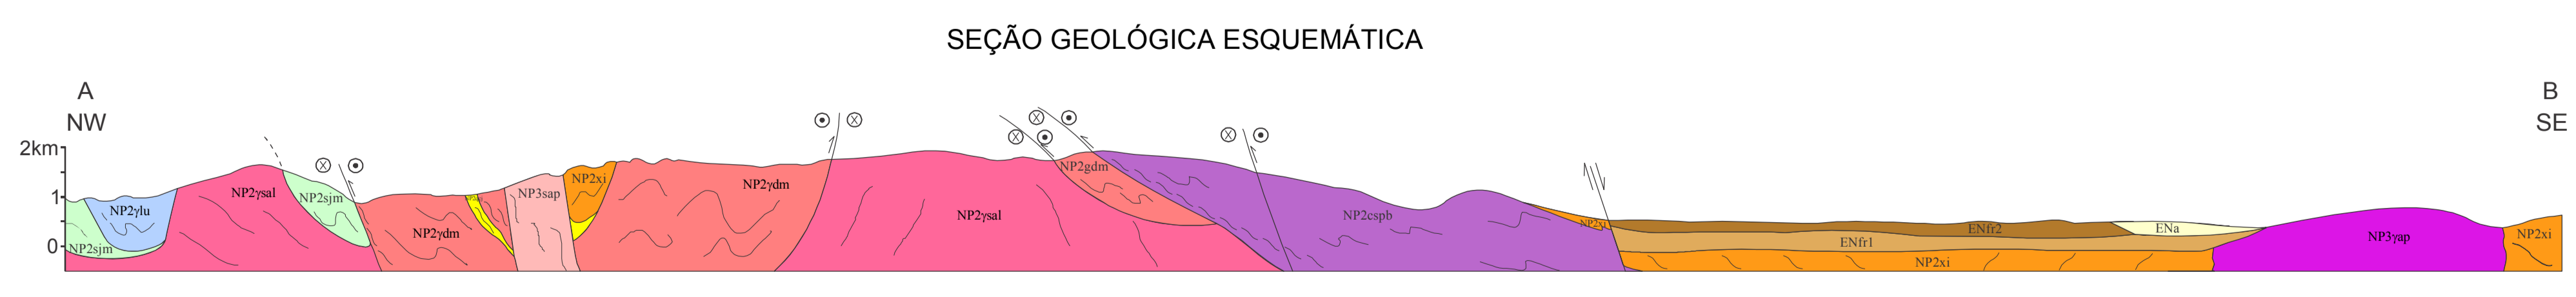 SEÇÃO GEOLÓGICA ESQUEMÁTICA
A
NW
B
SE
2km
1
0
NP2sjm
NP2γlu
NP2γsal
NP2sjm
NP2γdm
NP3sap
NP2xi
NP2γdm
NP2γsal
NP2gdm
NP2cspb
ENfr1
ENfr2
ENa
NP2xi
NP3γap
NP2xi